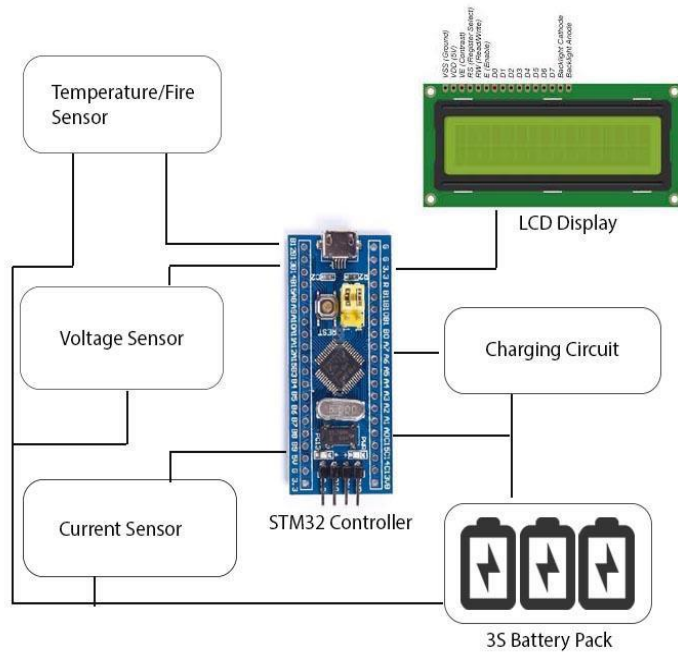 VSS (Ground)
VDD (5V)
VE (Contrast)
RS (Register Select)
RW (Read/Write)
E (Enable)
D0
D1
D2
D3
D4
D5
D6
D7
Backlight Cathode
Backlight Anode
Temperature/Fire
Sensor
LCD Display
Voltage Sensor
Charging Circuit
REST
Current Sensor
STM32 Controller
3S Battery Pack